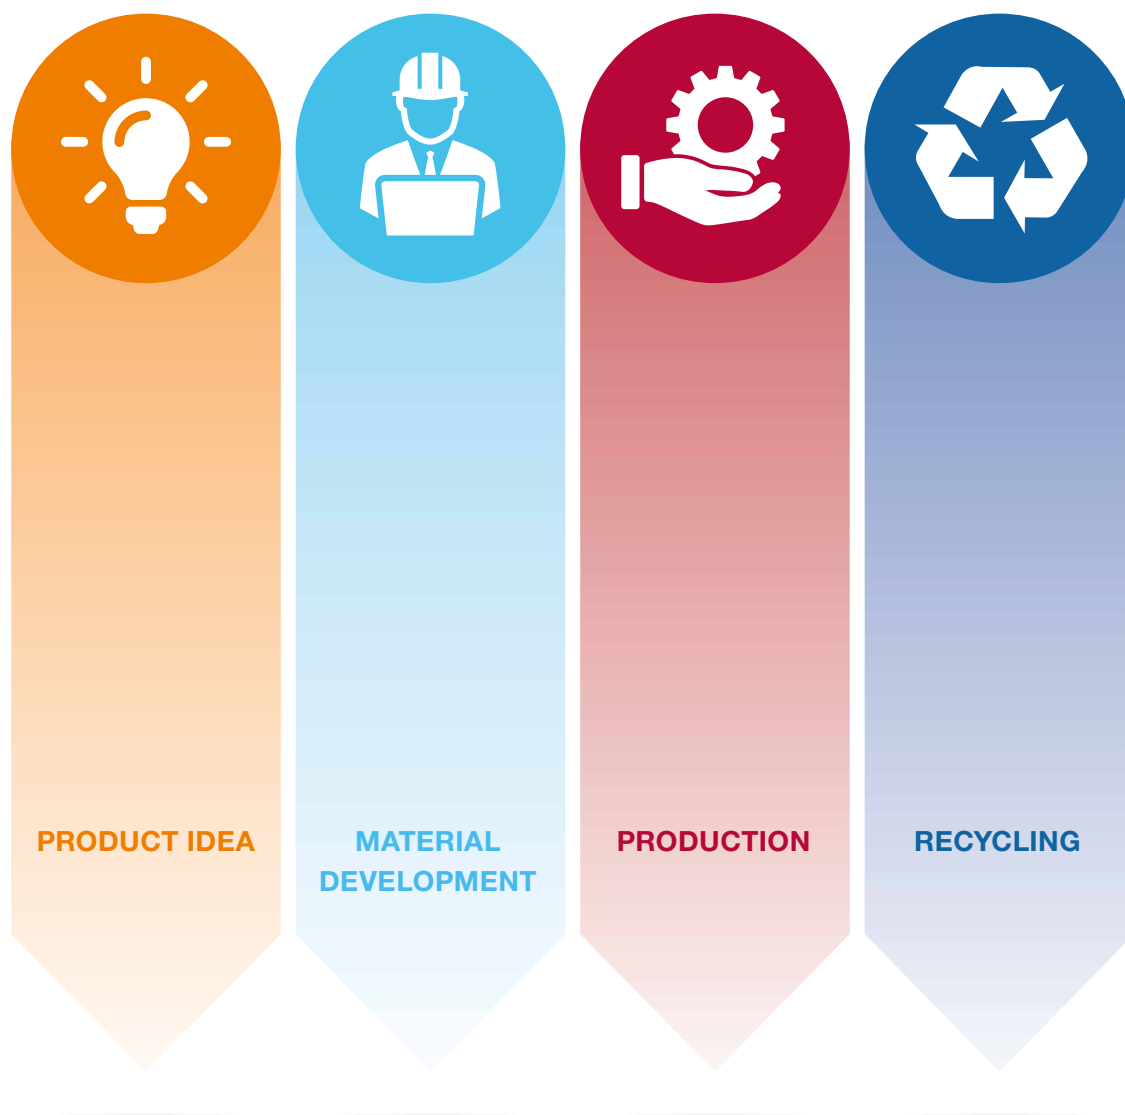 PRODUCT IDEA
MATERIAL
DEVELOPMENT
PRODUCTION
RECYCLING